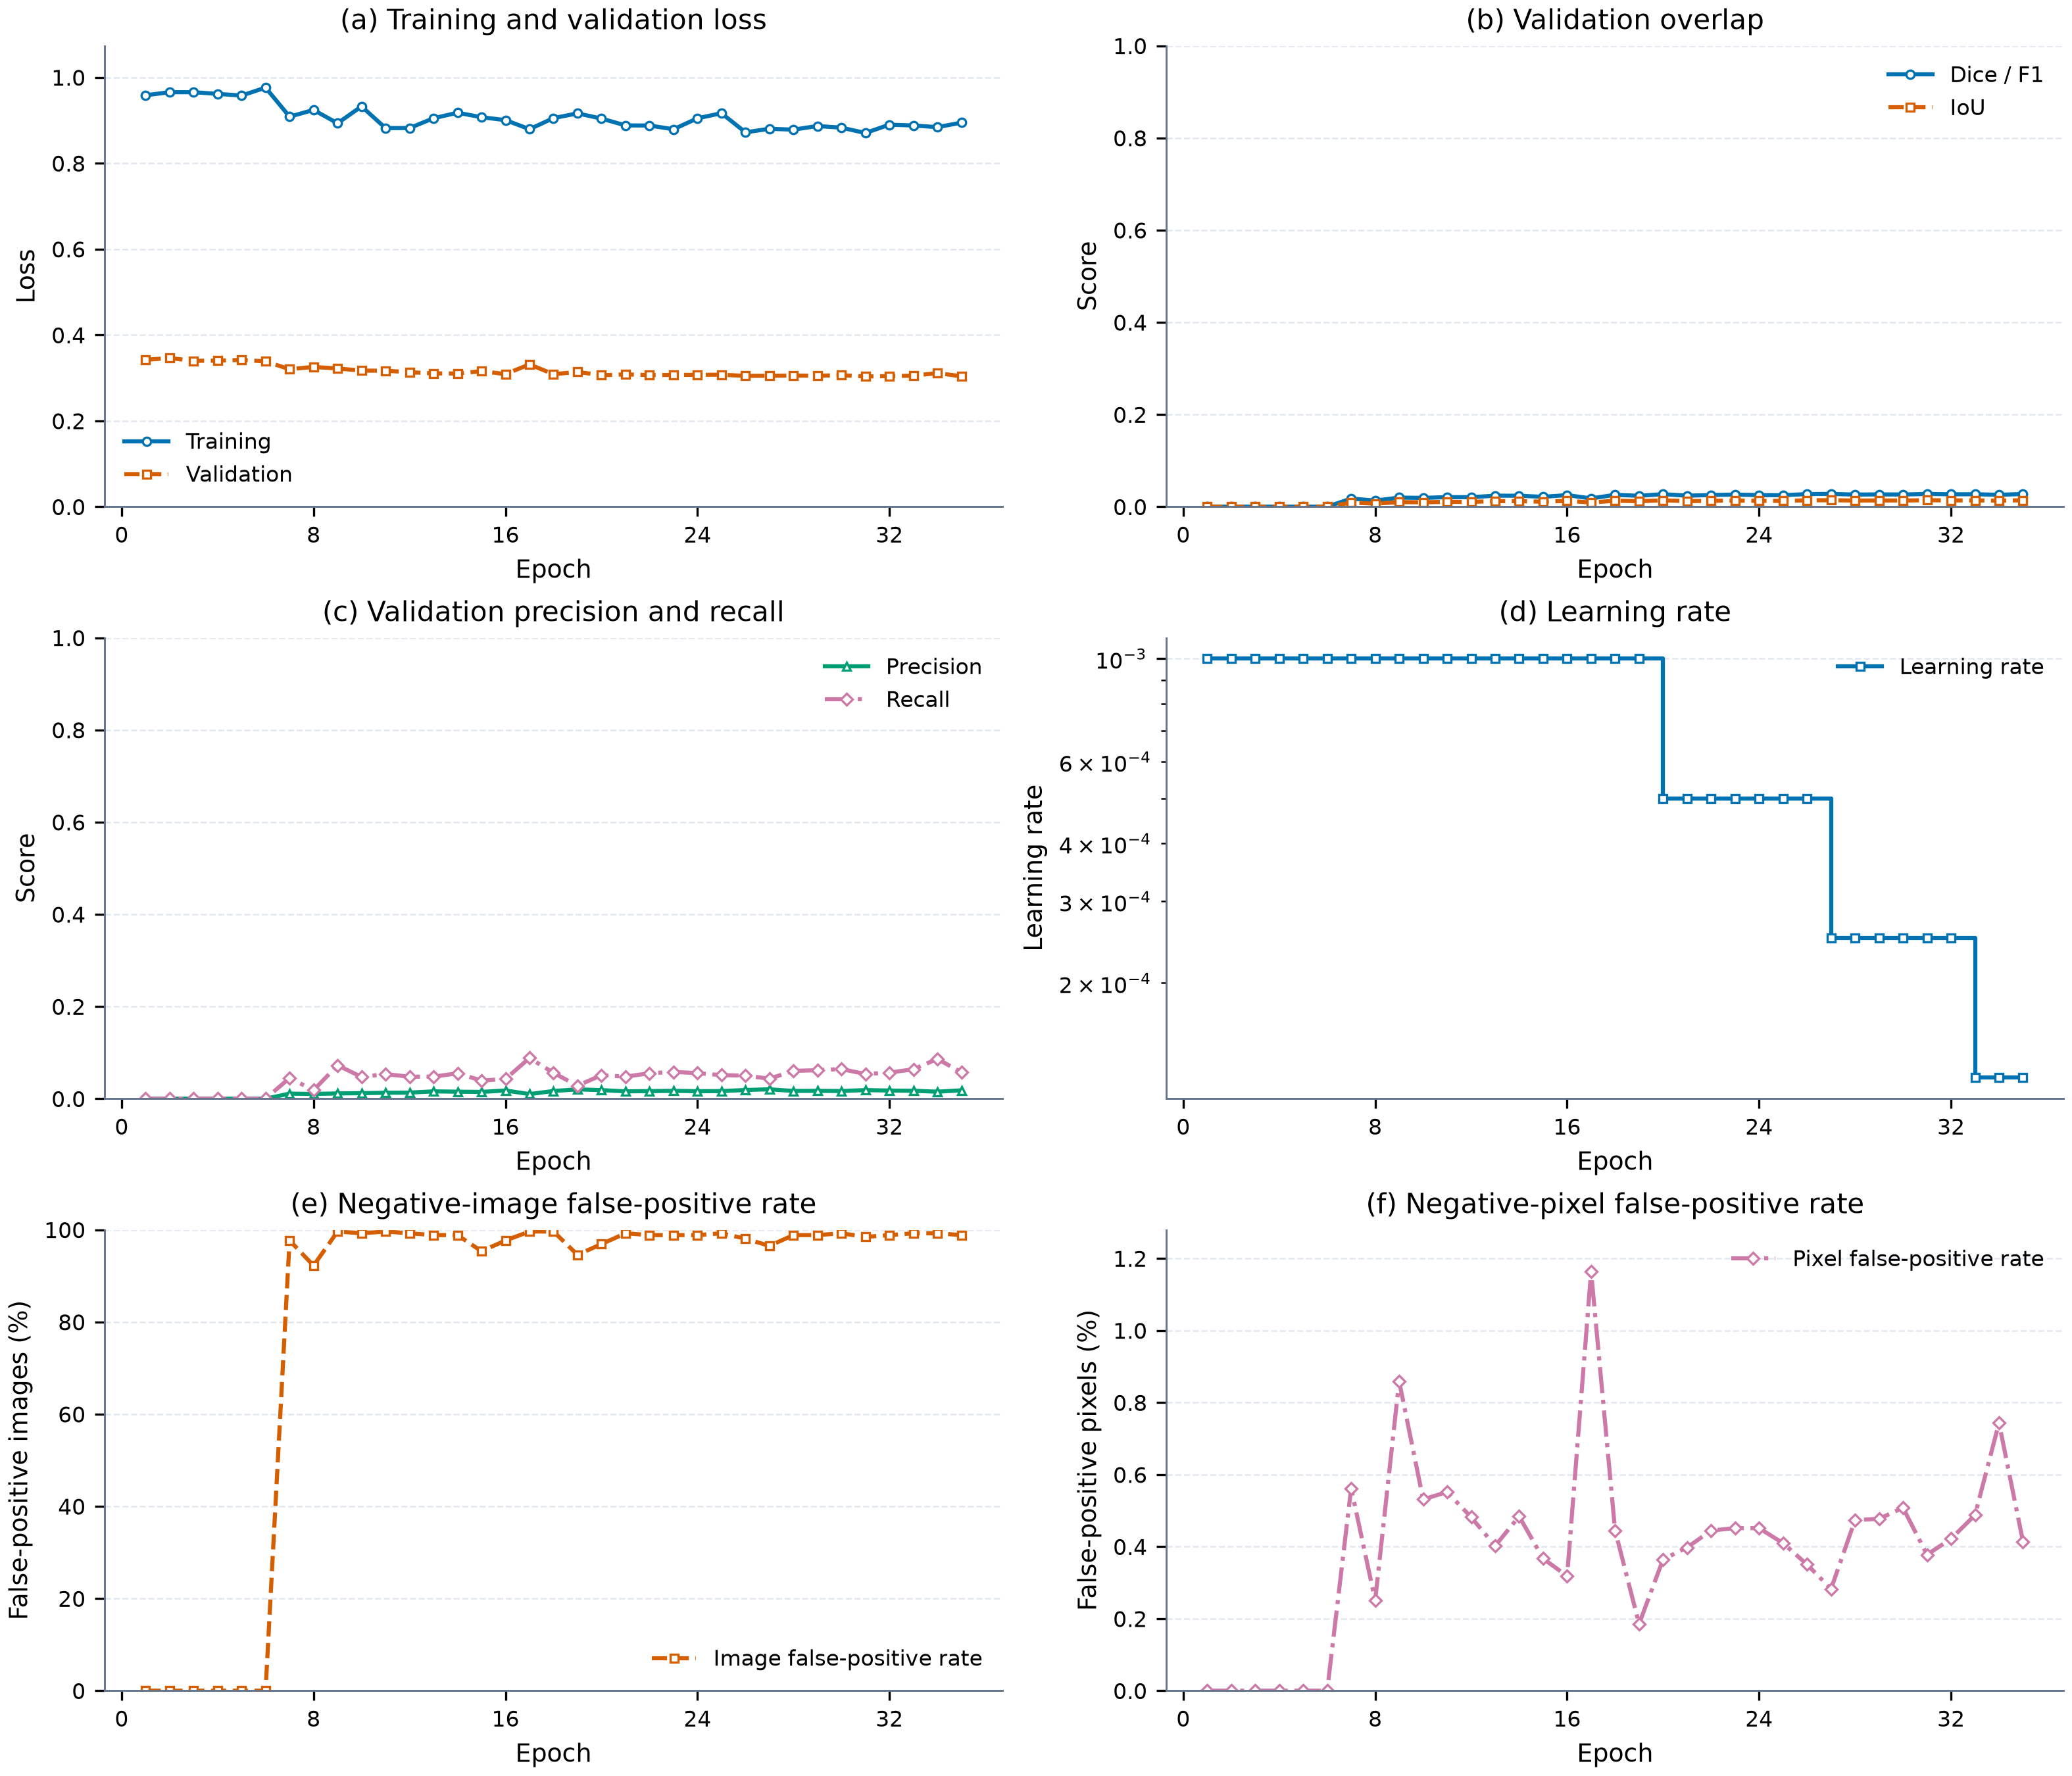 (a) Training and validation loss
1.0
0.8
0.6
0.4
0.2
0.0
Loss
Training
Validation
0 8 16 24 32
Epoch
(b) Validation overlap
1.0
0.8
0.6
0.4
0.2
0.0
Score
Dice / F1
IoU
0 8 16 24 32
Epoch
(c) Validation precision and recall
1.0
0.8
0.6
0.4
0.2
0.0
Score
Precision
Recall
0 8 16 24 32
Epoch
(d) Learning rate
10⁻³
6 × 10⁻⁴
4 × 10⁻⁴
3 × 10⁻⁴
2 × 10⁻⁴
Learning rate
Learning rate
0 8 16 24 32
Epoch
(e) Negative-image false-positive rate
100
80
60
40
20
0
False-positive images (%)
Image false-positive rate
0 8 16 24 32
Epoch
(f) Negative-pixel false-positive rate
1.2
1.0
0.8
0.6
0.4
0.2
0.0
False-positive pixels (%)
Pixel false-positive rate
0 8 16 24 32
Epoch